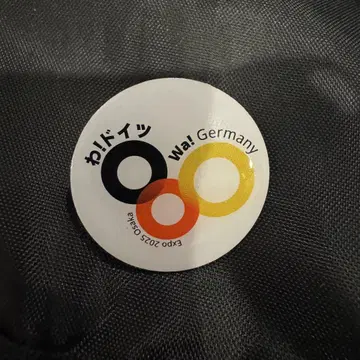 わ!ドイツ
Wa! Germany
Expo 2025 Osaka